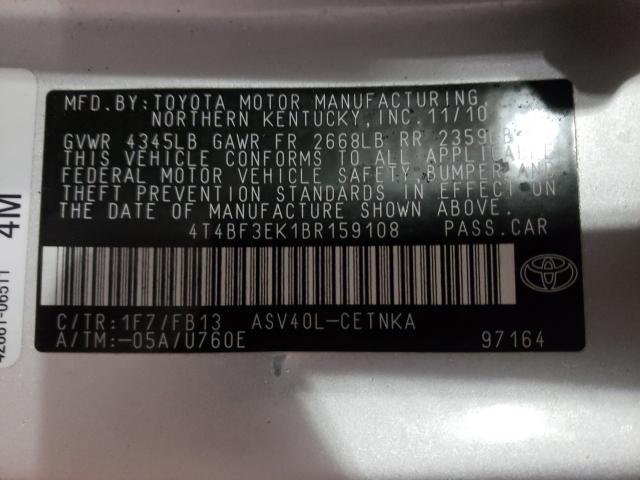 MFD.BY:TOYOTA MOTOR MANUFACTURING,
NORTHERN KENTUCKY,INC.11/10
GVWR 4345LB GAWR FR 2668LB RR 2359LB
THIS VEHICLE CONFORMS TO ALL APPLICABLE
FEDERAL MOTOR VEHICLE SAFETY, BUMPER AND
THEFT PREVENTION STANDARDS IN EFFECT ON
THE DATE OF MANUFACTURE SHOWN ABOVE.
4T4BF3EK1BR159108 PASS.CAR
C/TR:1F7/FB13 ASV40L-CETNKA
A/TM:-05A/U760E 97164
4M
42661-06511